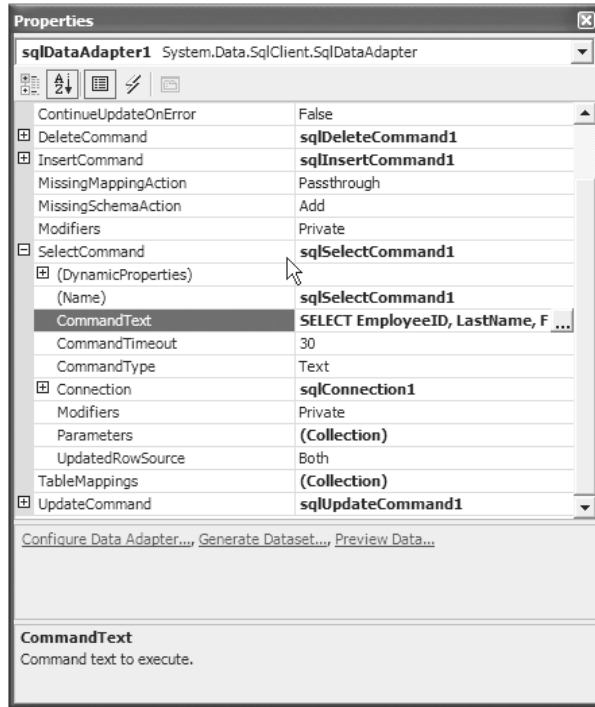 Properties
sqlDataAdapter1 System.Data.SqlClient.SqlDataAdapter
ContinueUpdateOnError False
DeleteCommand sqlDeleteCommand1
InsertCommand sqlInsertCommand1
MissingMappingAction Passthrough
MissingSchemaAction Add
Modifiers Private
SelectCommand sqlSelectCommand1
(DynamicProperties)
(Name) sqlSelectCommand1
CommandText SELECT EmployeeID, LastName, F ...
CommandTimeout 30
CommandType Text
Connection sqlConnection1
Modifiers Private
Parameters (Collection)
UpdatedRowSource Both
TableMappings (Collection)
UpdateCommand sqlUpdateCommand1
Configure Data Adapter..., Generate Dataset..., Preview Data...
CommandText
Command text to execute.